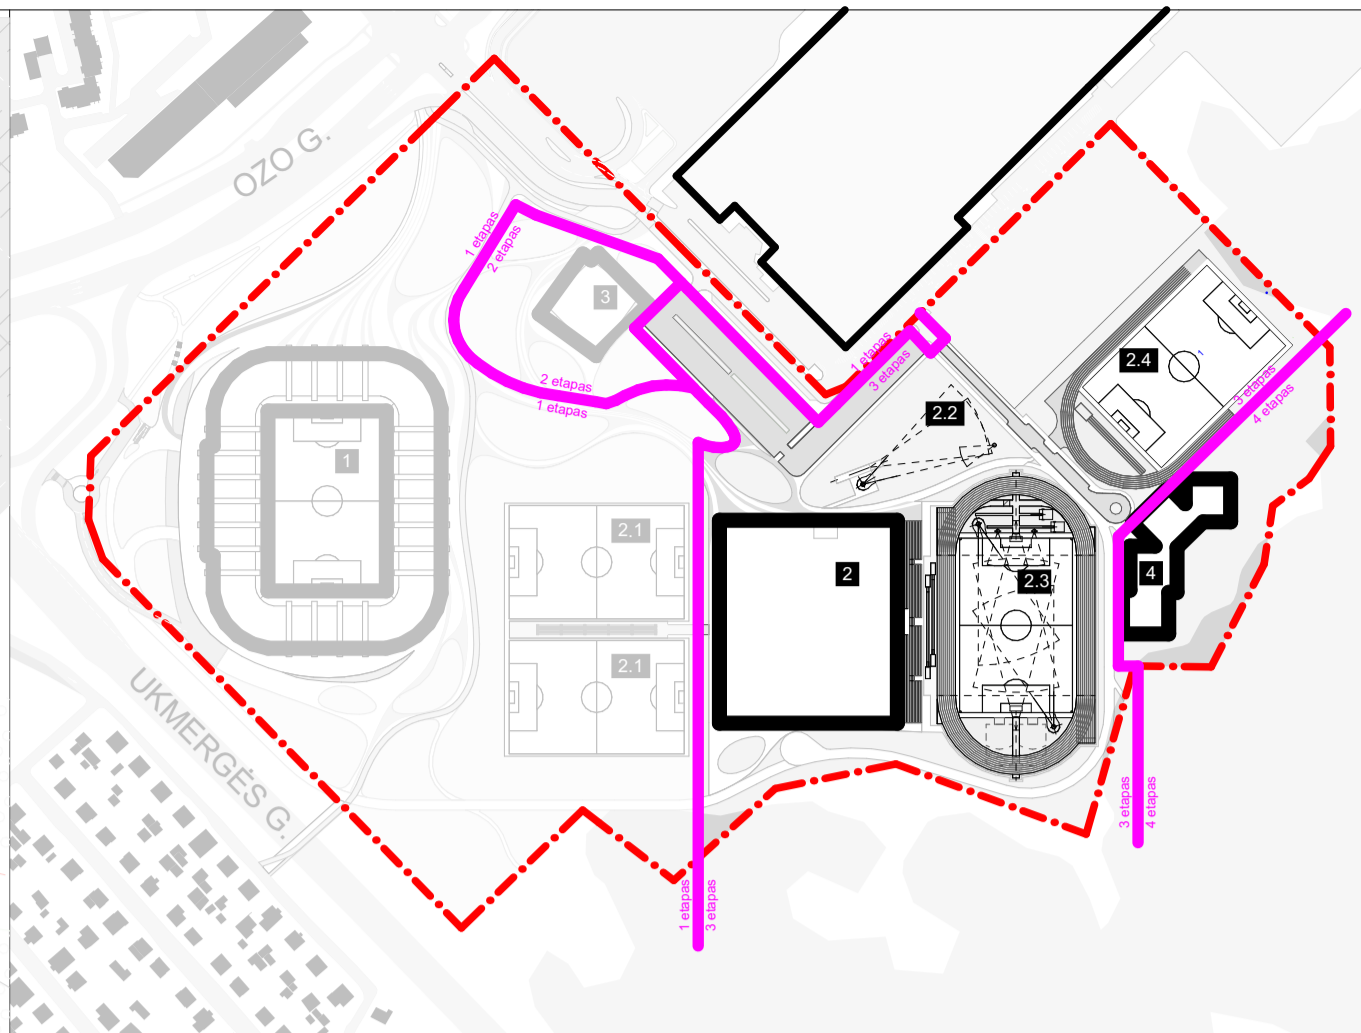 OZO G.
1 etapas
2 etapas
3
2 etapas
1 etapas
1 etapas
3 etapas
2.4
1
3 etapas
4 etapas
2.2
1
2.1
2
2.3
4
2.1
UKMERGĖS G.
3 etapas
4 etapas
1 etapas
3 etapas